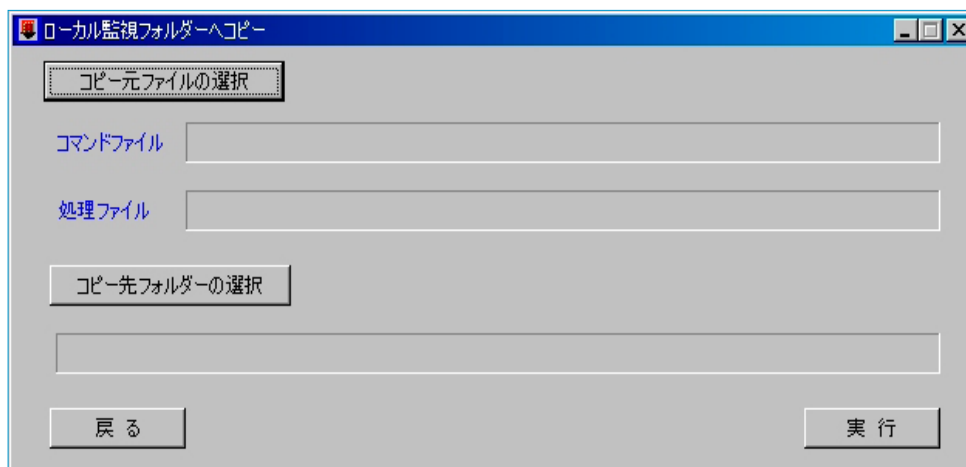 ローカル監視フォルダーへコピー
コピー元ファイルの選択
コマンドファイル
処理ファイル
コピー先フォルダーの選択
戻 る
実 行